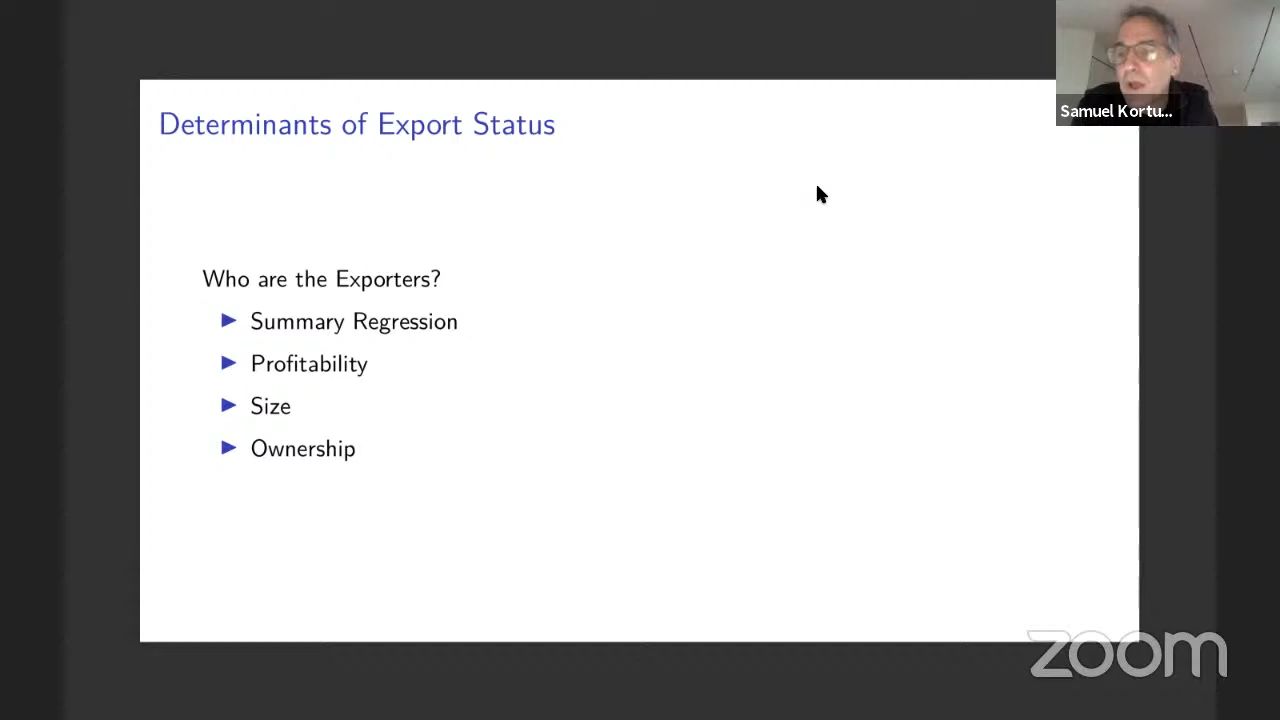 Determinants of Export Status
Samuel Kortu...
Who are the Exporters?
Summary Regression
Profitability
Size
Ownership
zoom